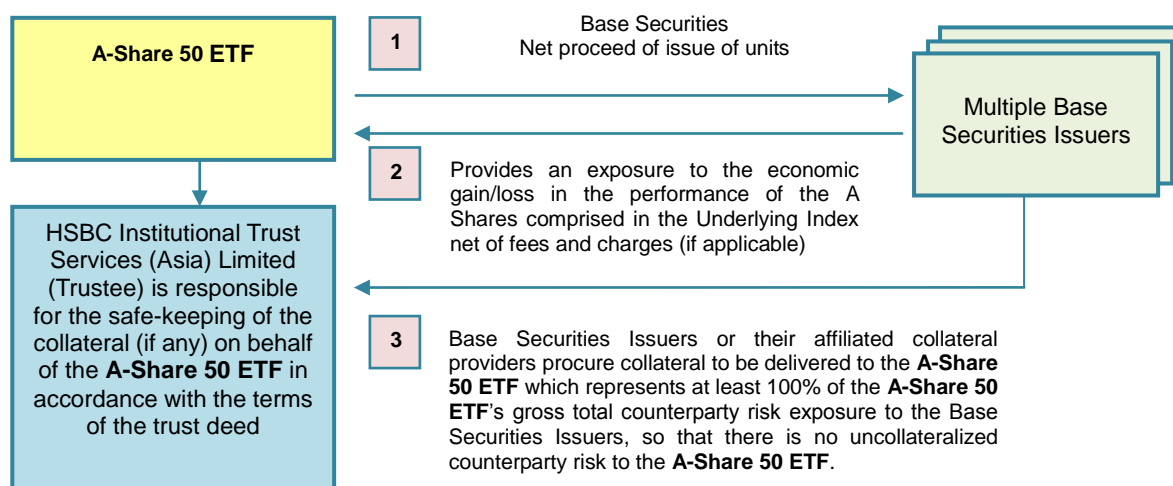 A-Share 50 ETF
1
Base Securities
Net proceed of issue of units
Multiple Base
Securities Issuers
2
Provides an exposure to the economic
gain/loss in the performance of the A
Shares comprised in the Underlying Index
net of fees and charges (if applicable)
HSBC Institutional Trust
Services (Asia) Limited
(Trustee) is responsible
for the safe-keeping of the
collateral (if any) on behalf
of the A-Share 50 ETF in
accordance with the terms
of the trust deed
3
Base Securities Issuers or their affiliated collateral
providers procure collateral to be delivered to the A-Share
50 ETF which represents at least 100% of the A-Share 50
ETF's gross total counterparty risk exposure to the Base
Securities Issuers, so that there is no uncollateralized
counterparty risk to the A-Share 50 ETF.